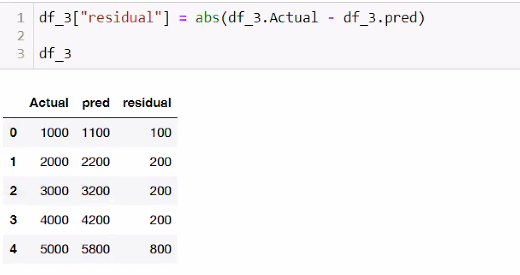 1 df_3["residual"] = abs(df_3.Actual - df_3.pred)
2
3 df_3
Actual pred residual
0 1000 1100 100
1 2000 2200 200
2 3000 3200 200
3 4000 4200 200
4 5000 5800 800